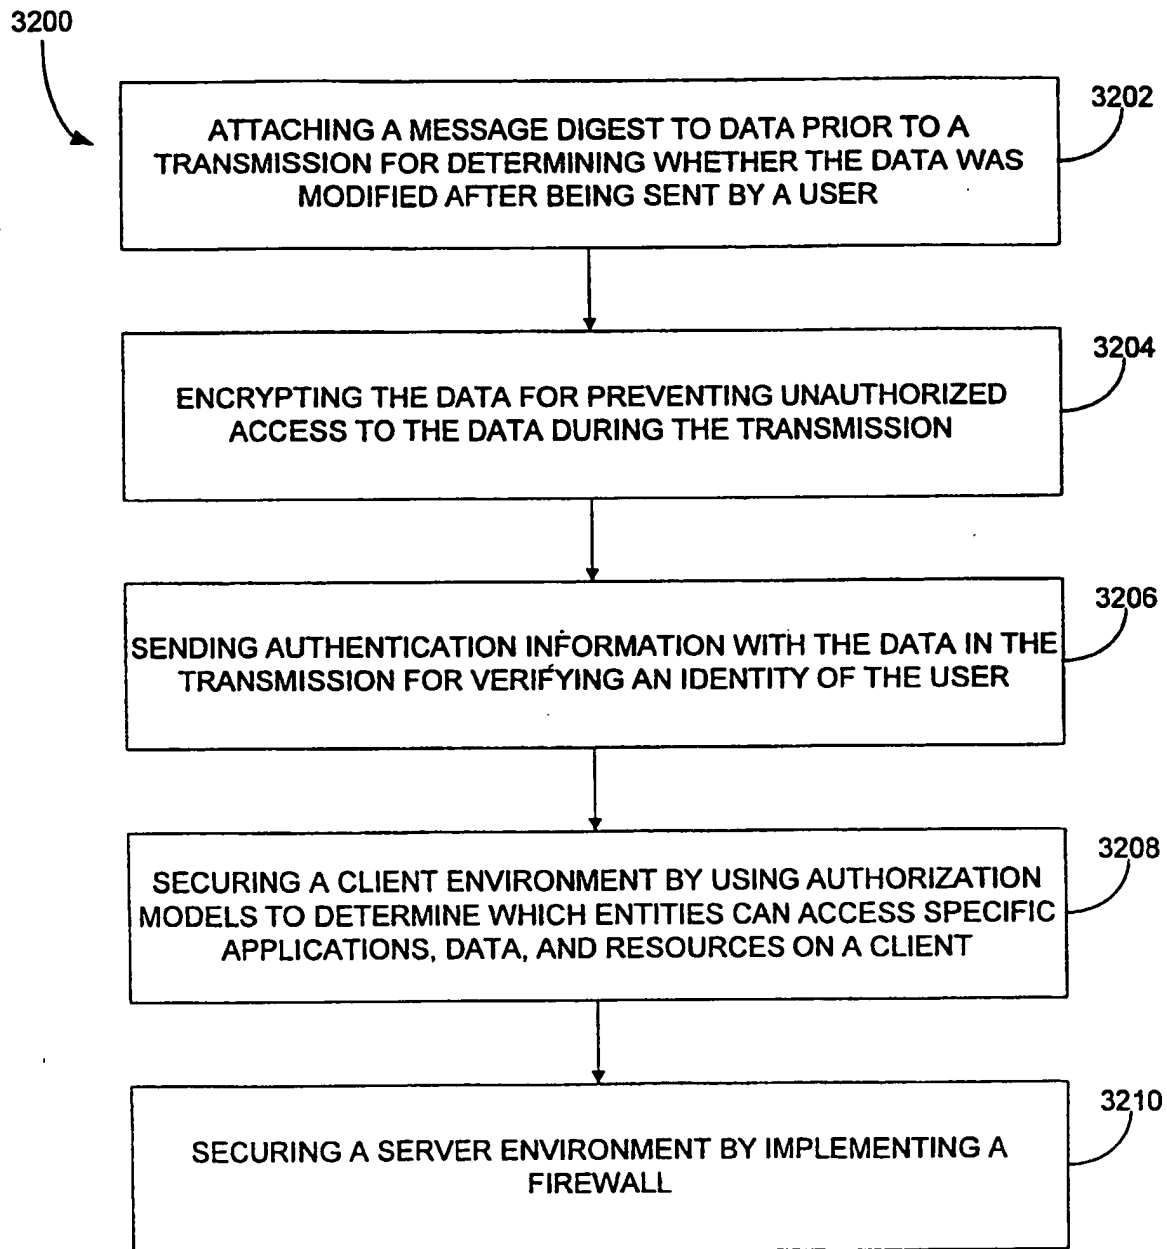 3200
ATTACHING A MESSAGE DIGEST TO DATA PRIOR TO A
TRANSMISSION FOR DETERMINING WHETHER THE DATA WAS
MODIFIED AFTER BEING SENT BY A USER
3202
ENCRYPTING THE DATA FOR PREVENTING UNAUTHORIZED
ACCESS TO THE DATA DURING THE TRANSMISSION
3204
SENDING AUTHENTICATION INFORMATION WITH THE DATA IN THE
TRANSMISSION FOR VERIFYING AN IDENTITY OF THE USER
3206
SECURING A CLIENT ENVIRONMENT BY USING AUTHORIZATION
MODELS TO DETERMINE WHICH ENTITIES CAN ACCESS SPECIFIC
APPLICATIONS, DATA, AND RESOURCES ON A CLIENT
3208
SECURING A SERVER ENVIRONMENT BY IMPLEMENTING A
FIREWALL
3210